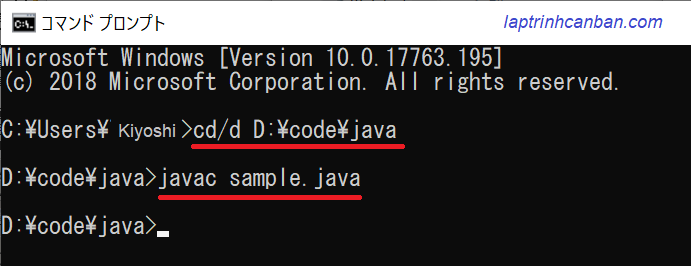 コマンド プロンプト
laptrinhcanban.com
Microsoft Windows [Version 10.0.17763.195]
(c) 2018 Microsoft Corporation. All rights reserved.
C:¥Users¥ Kiyoshi >cd/d D:¥code¥java
D:¥code¥java>javac sample.java
D:¥code¥java>